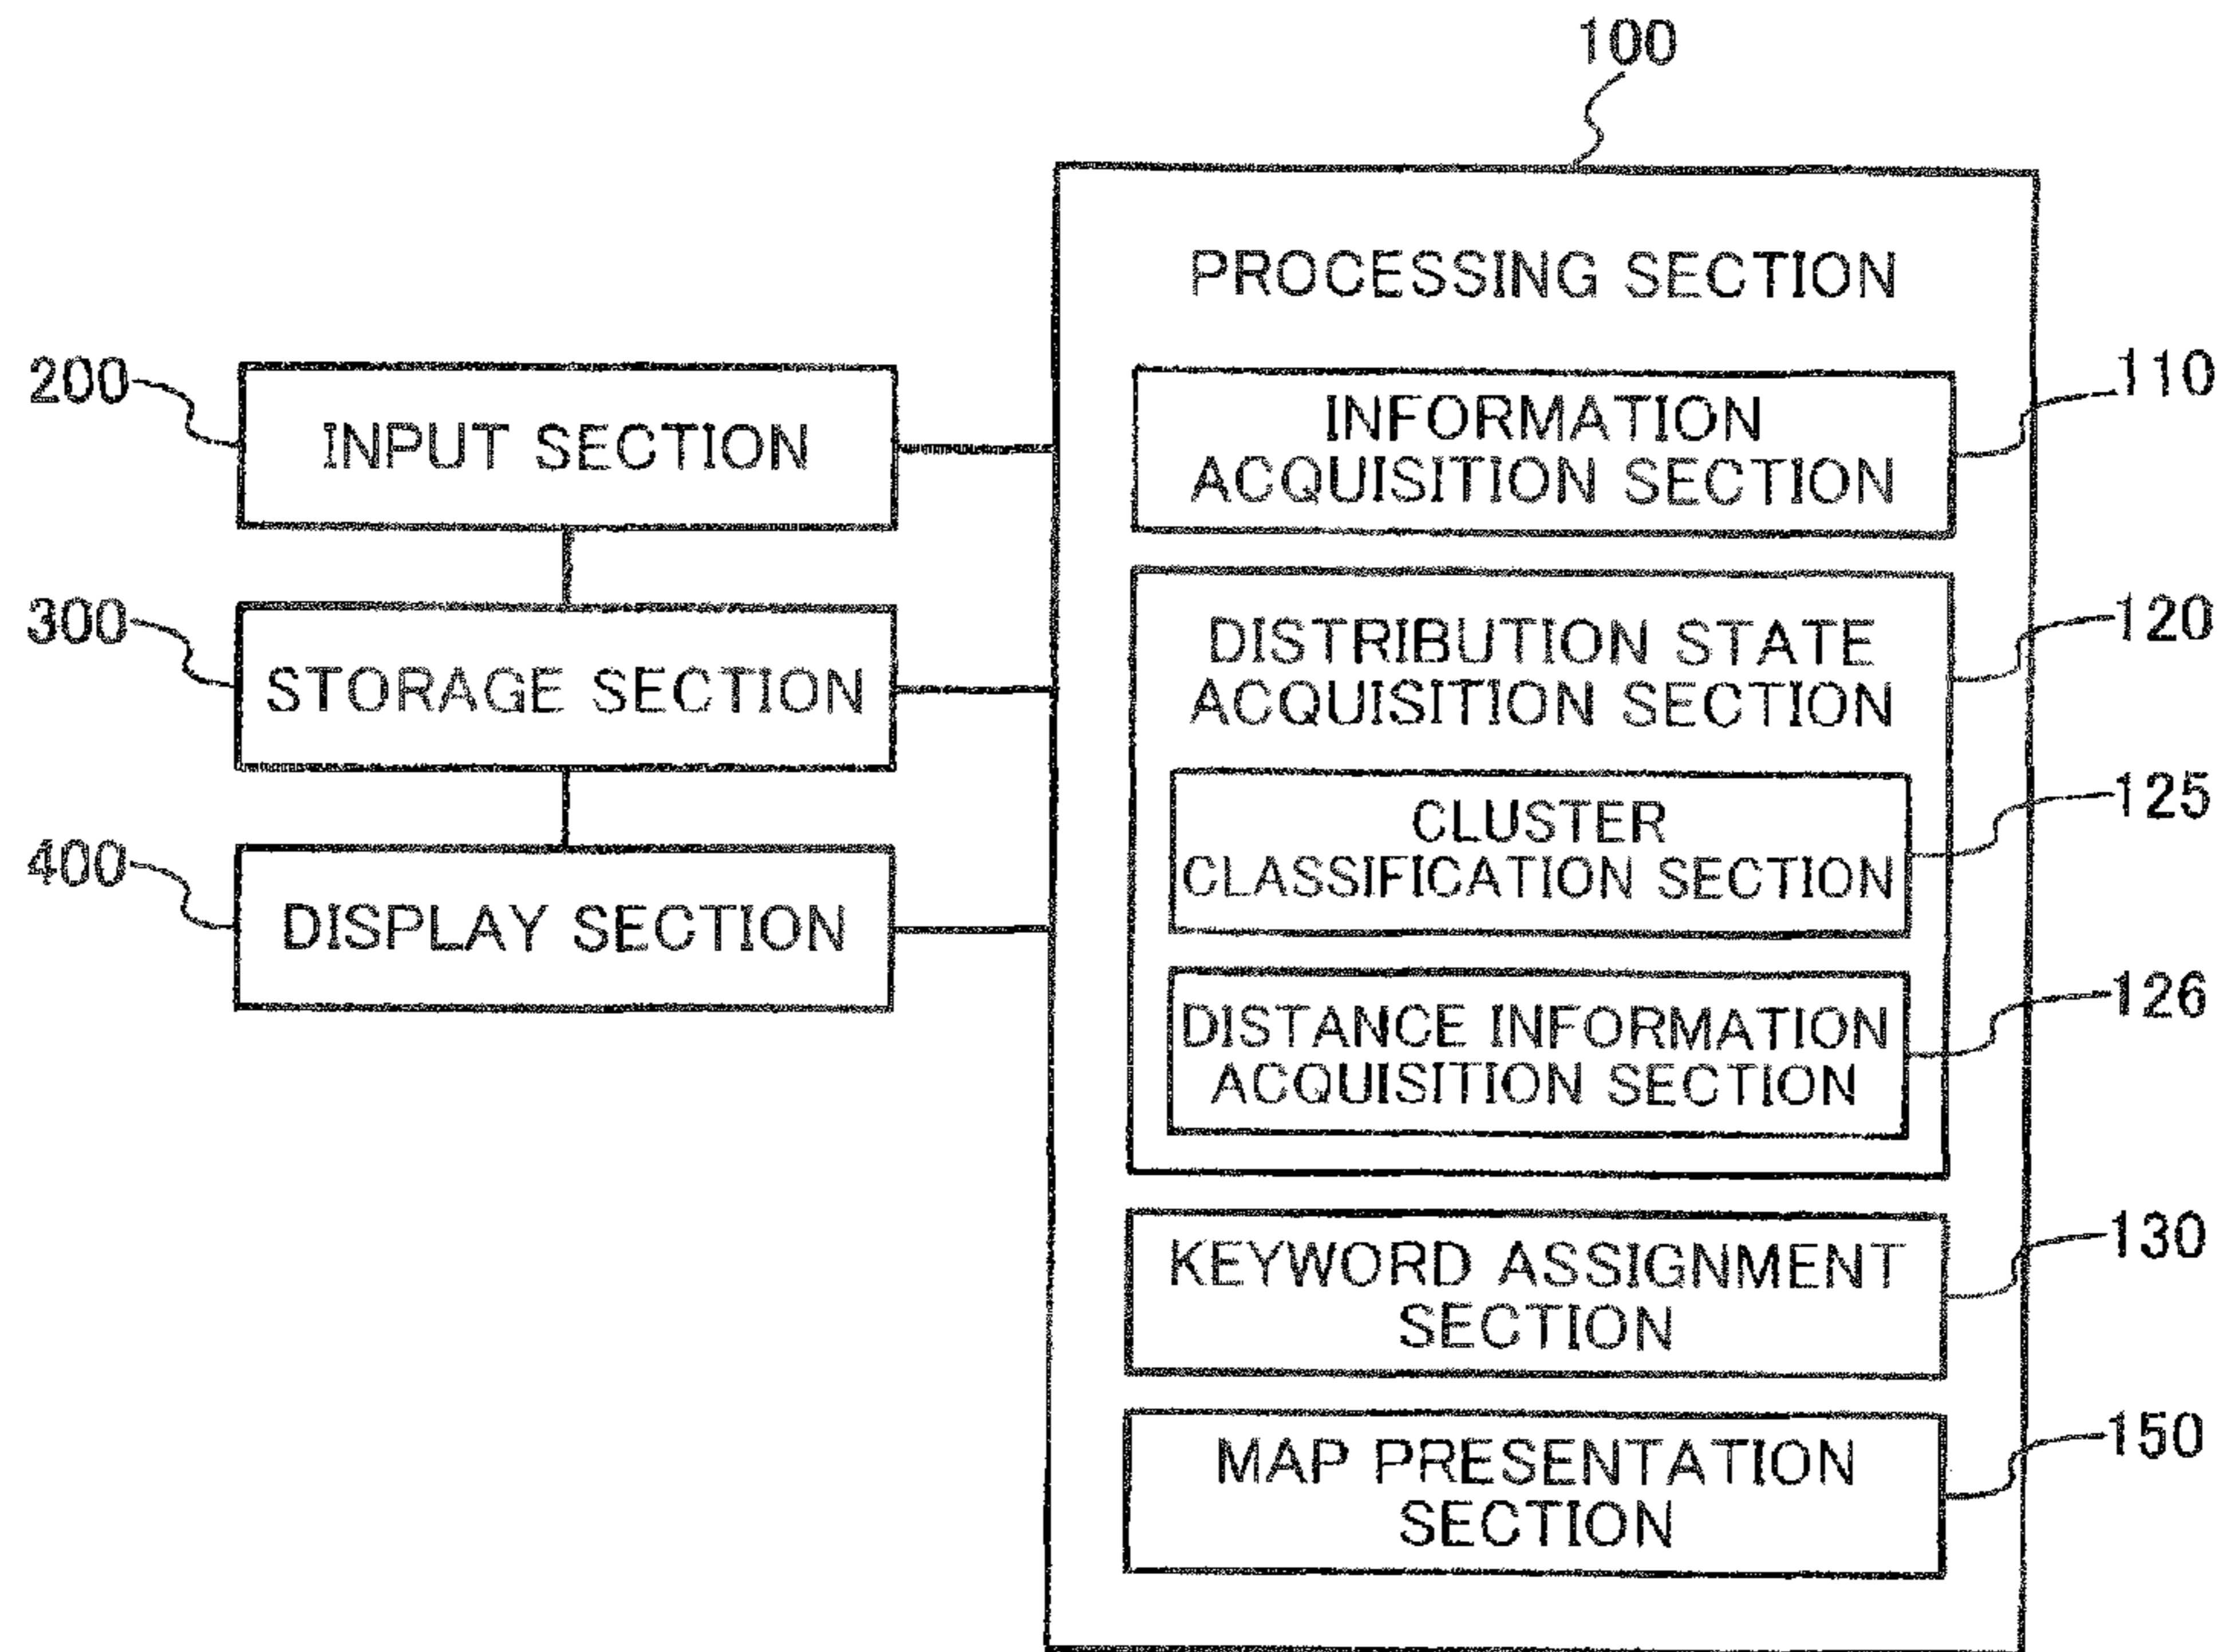 100
PROCESSING SECTION
200
INPUT SECTION
300
STORAGE SECTION
400
DISPLAY SECTION
INFORMATION
ACQUISITION SECTION
110
DISTRIBUTION STATE
ACQUISITION SECTION
120
CLUSTER
CLASSIFICATION SECTION
125
DISTANCE INFORMATION
ACQUISITION SECTION
126
KEYWORD ASSIGNMENT
SECTION
130
MAP PRESENTATION
SECTION
150